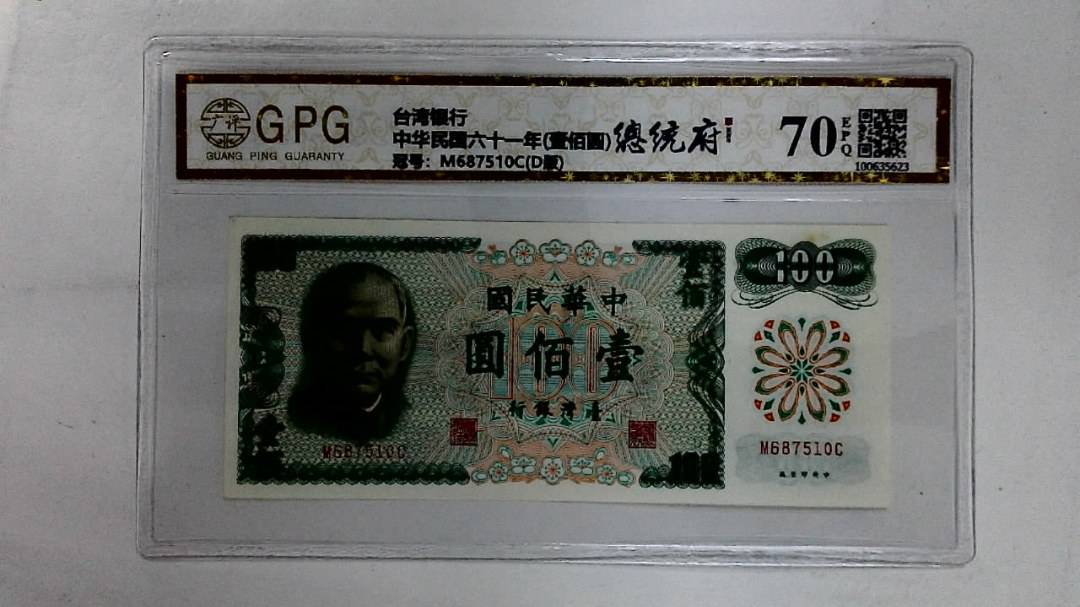 GPG
GUANG PING GUARANTY
台湾银行
中华民国六十一年(壹佰圆)
冠号: M687510C(D版)
總統府
70
EPQ
100635623
國民華中
100
圓佰壹
行銀灣臺
M687510C
M687510C